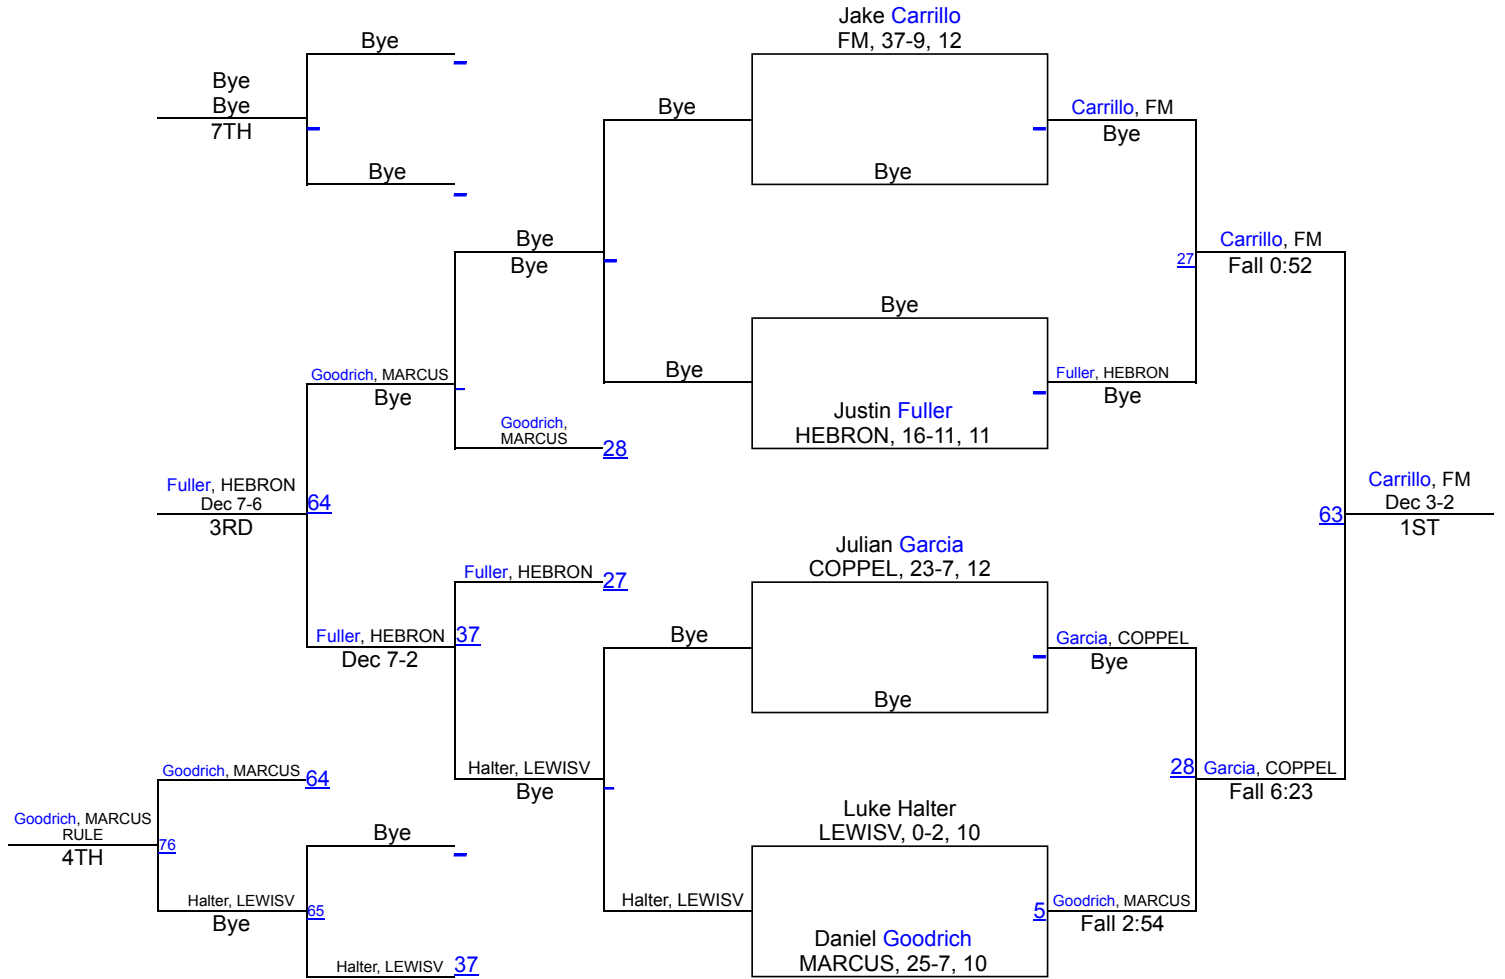 Jake Carrillo
FM, 37-9, 12
Bye
Bye
Bye
7TH
Bye
Bye
Carrillo, FM
Bye
Bye
Bye
Bye
Carrillo, FM
27
Fall 0:52
Bye
Goodrich, MARCUS
Bye
Bye
Fuller, HEBRON
Bye
Justin Fuller
HEBRON, 16-11, 11
Goodrich,
MARCUS
28
Fuller, HEBRON
Dec 7-6
64
3RD
Carrillo, FM
Dec 3-2
63
1ST
Julian Garcia
COPPEL, 23-7, 12
Fuller, HEBRON
27
Fuller, HEBRON
37
Dec 7-2
Bye
Garcia, COPPEL
Bye
Bye
Goodrich, MARCUS
64
Halter, LEWISV
Bye
28
Garcia, COPPEL
Fall 6:23
Luke Halter
LEWISV, 0-2, 10
Goodrich, MARCUS
RULE
76
4TH
Bye
Halter, LEWISV
65
Bye
Halter, LEWISV
5
Goodrich, MARCUS
Fall 2:54
Daniel Goodrich
MARCUS, 25-7, 10
Halter, LEWISV
37